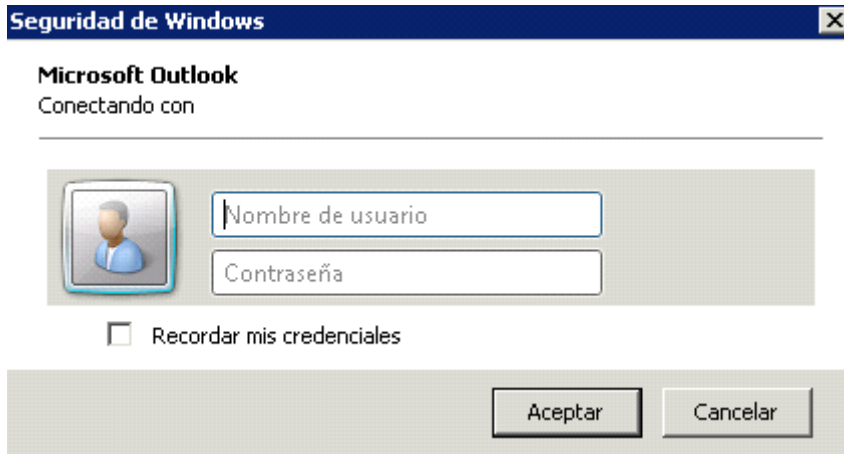 Seguridad de Windows
Microsoft Outlook
Conectando con
Nombre de usuario
Contraseña
Recordar mis credenciales
Aceptar Cancelar